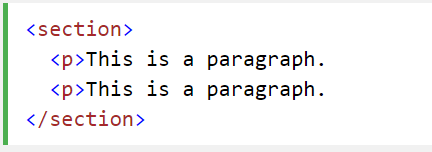 <section>
  <p>This is a paragraph.
  <p>This is a paragraph.
</section>